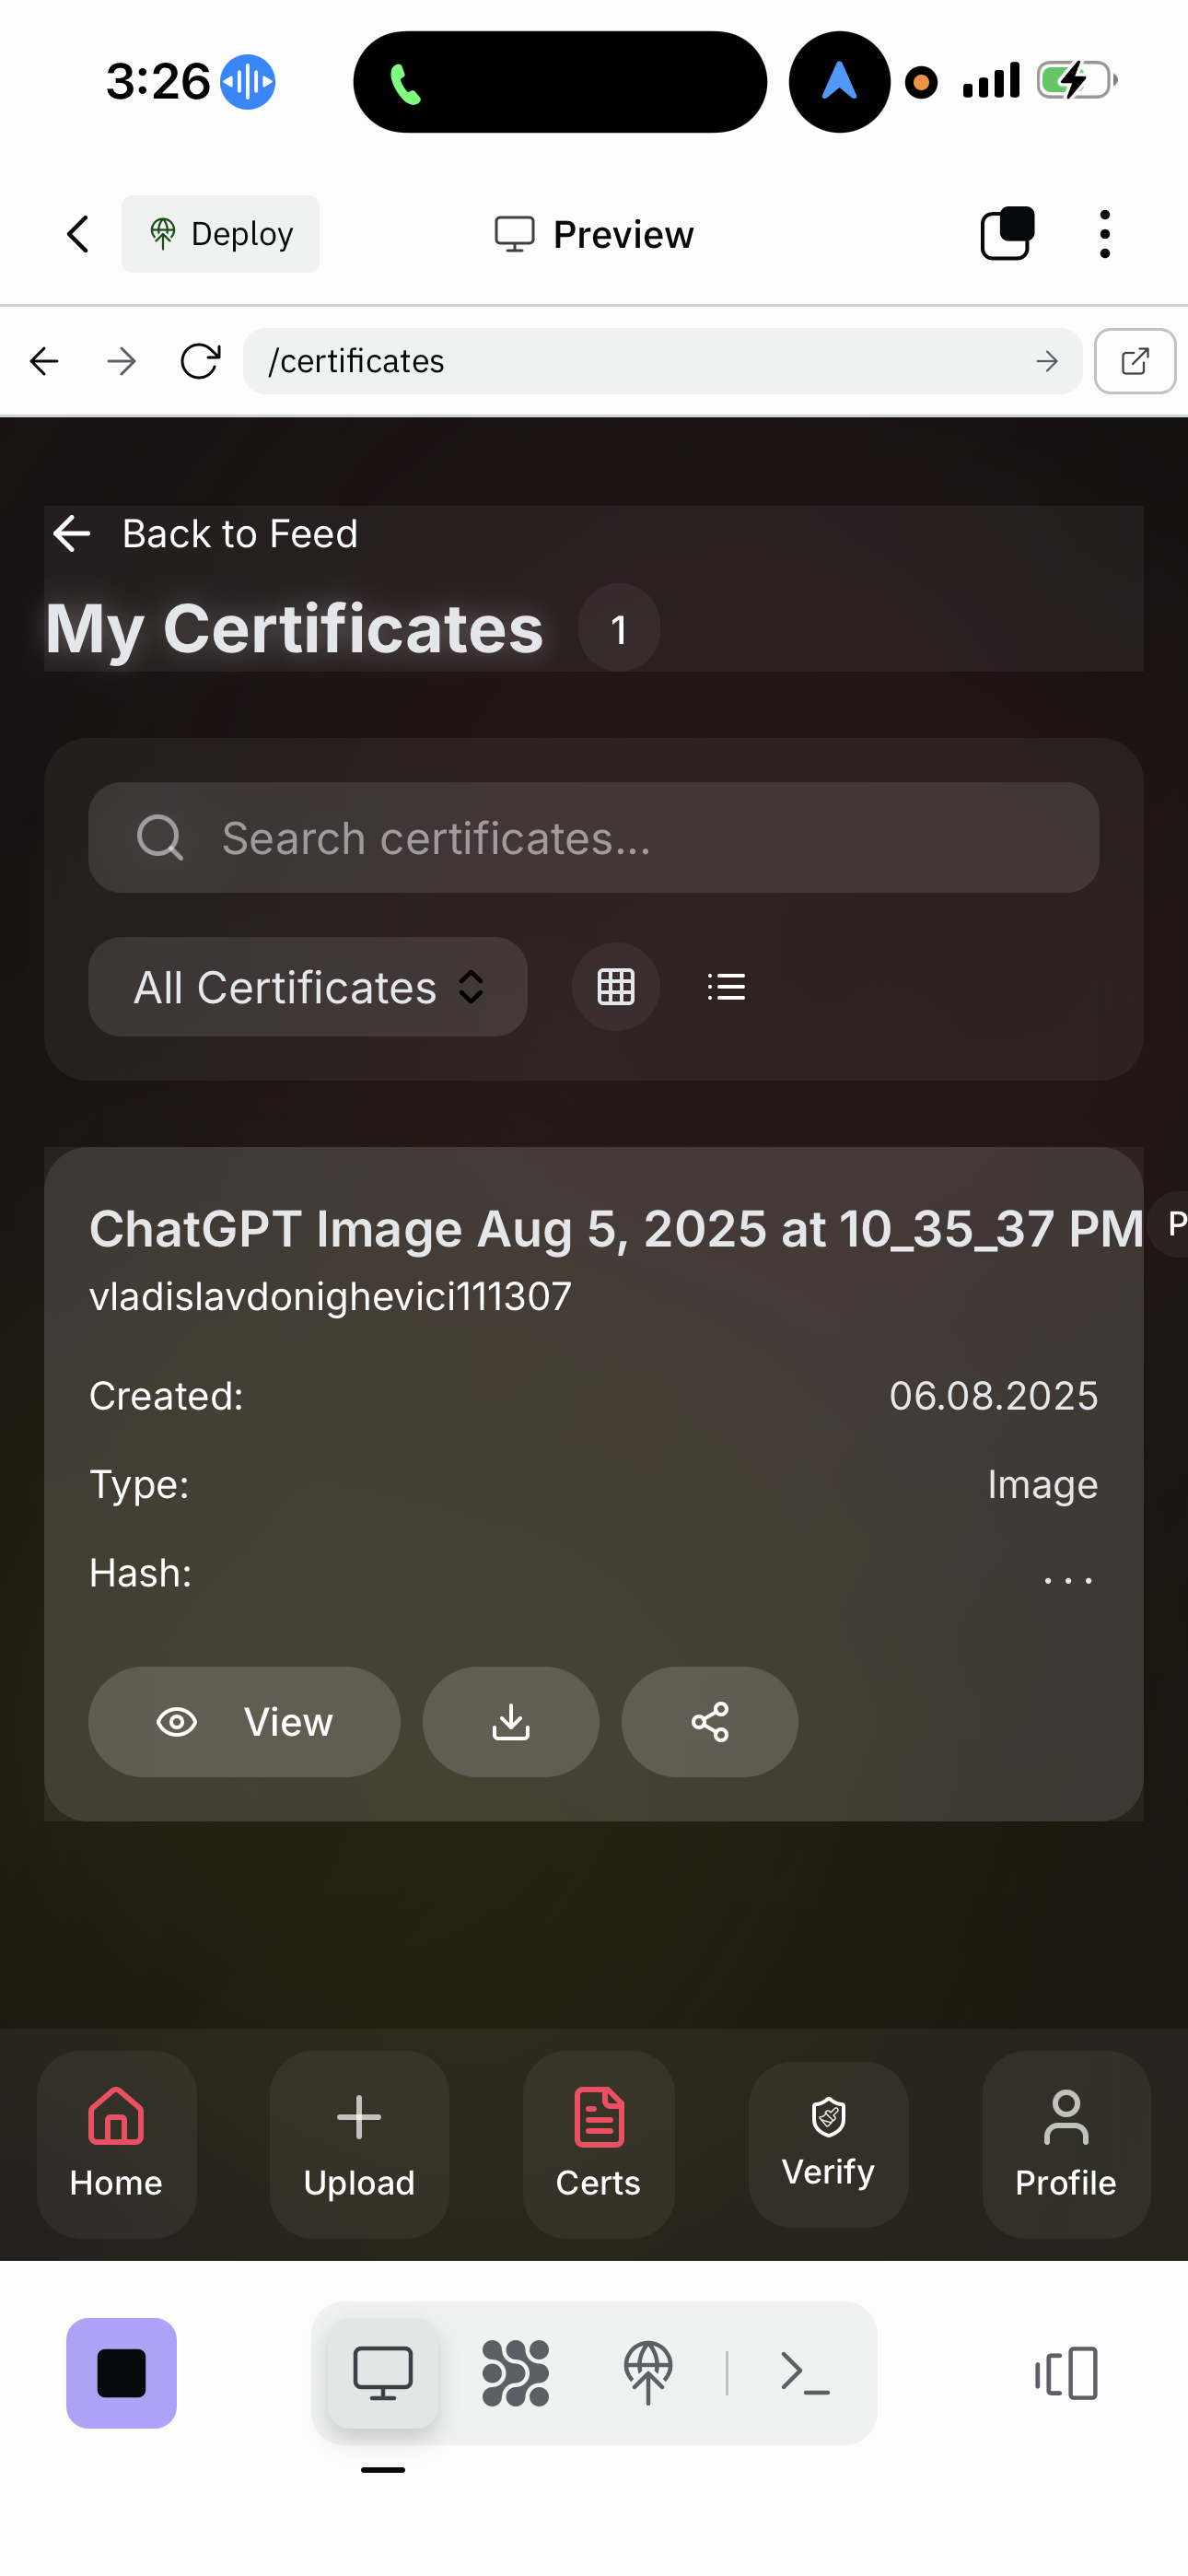 3:26
Deploy
Preview
/certificates
Back to Feed
My Certificates 1
Search certificates...
All Certificates
ChatGPT Image Aug 5, 2025 at 10_35_37 PM
vladislavdonighevici111307
Created: 06.08.2025
Type: Image
Hash: ...
View
Home Upload Certs Verify Profile